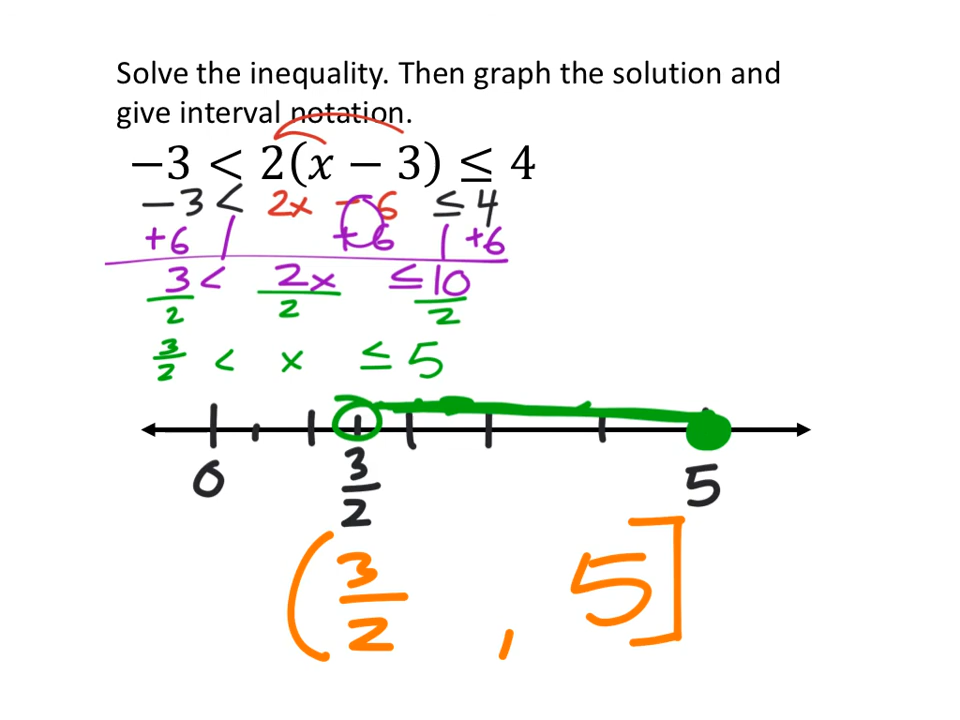 Solve the inequality. Then graph the solution and
give interval notation.
−3 < 2(x − 3) ≤ 4
−3 < 2x − 6 ≤ 4
+6 | + 6 | +6
3 < 2x ≤ 10
2 2 2
3/2 < x ≤ 5
0 3/2 5
(3/2 , 5]